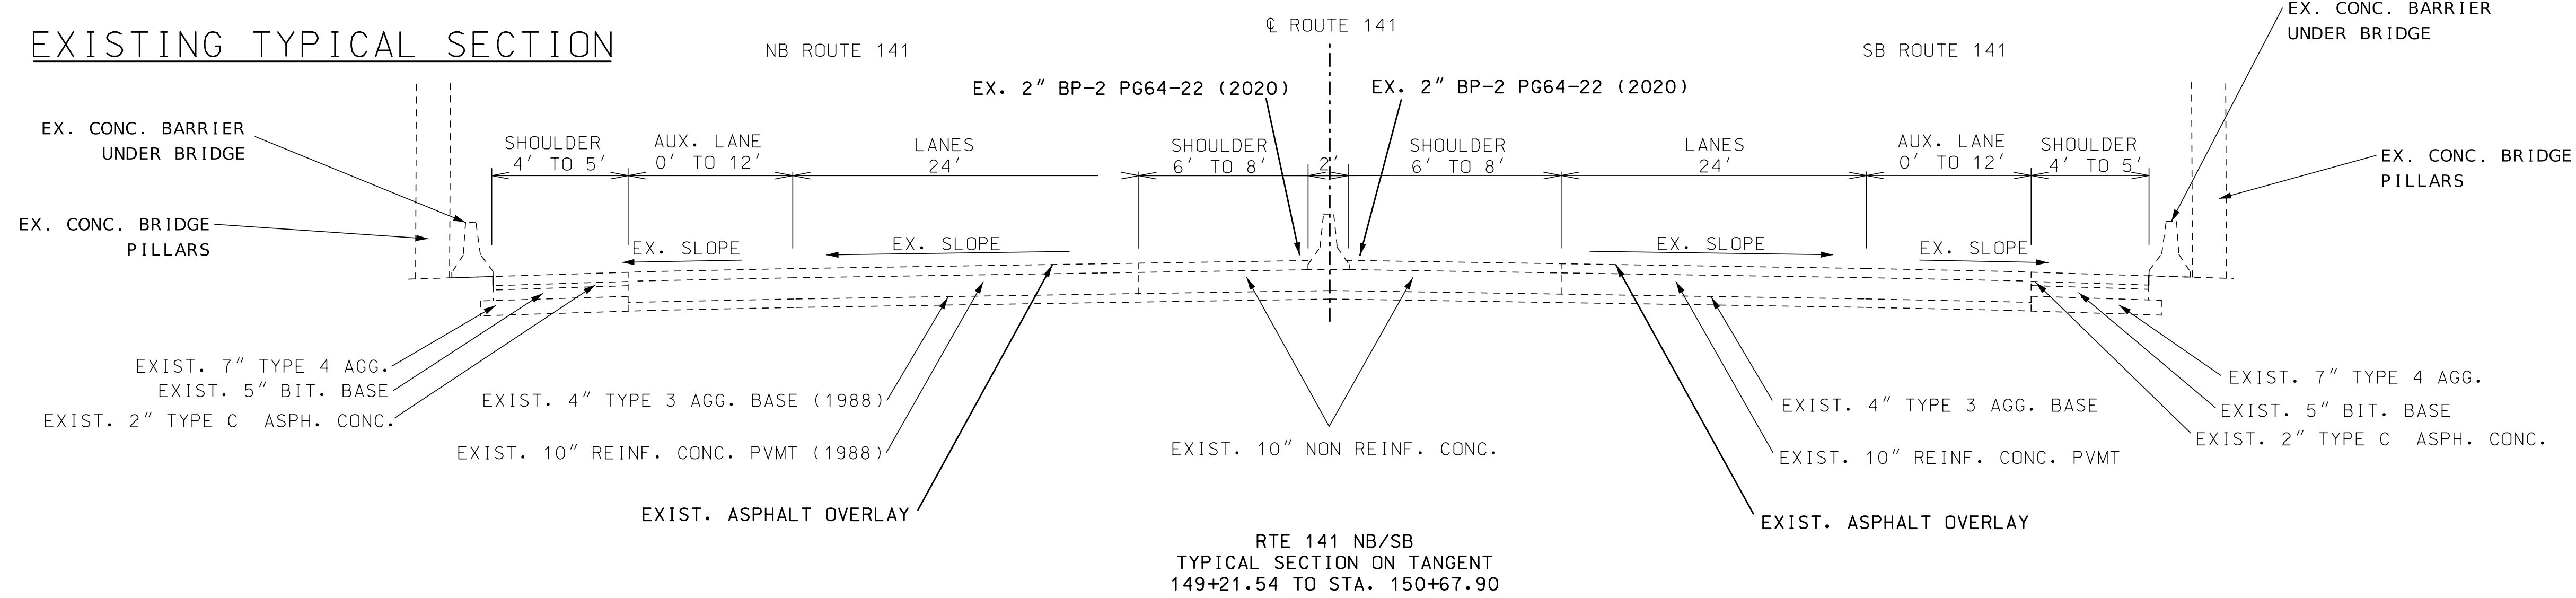 EXISTING TYPICAL SECTION
NB ROUTE 141
℄ ROUTE 141
SB ROUTE 141
EX. CONC. BARRIER
UNDER BRIDGE
EX. 2" BP-2 PG64-22 (2020)
EX. 2" BP-2 PG64-22 (2020)
EX. CONC. BARRIER
UNDER BRIDGE
SHOULDER
4' TO 5'
AUX. LANE
0' TO 12'
LANES
24'
SHOULDER
6' TO 8'
2'
SHOULDER
6' TO 8'
LANES
24'
AUX. LANE
0' TO 12'
SHOULDER
4' TO 5'
EX. CONC. BRIDGE
PILLARS
EX. CONC. BRIDGE
PILLARS
EX. SLOPE
EX. SLOPE
EX. SLOPE
EX. SLOPE
EXIST. 7" TYPE 4 AGG.
EXIST. 5" BIT. BASE
EXIST. 2" TYPE C ASPH. CONC.
EXIST. 4" TYPE 3 AGG. BASE (1988)
EXIST. 10" REINF. CONC. PVMT (1988)
EXIST. ASPHALT OVERLAY
EXIST. 10" NON REINF. CONC.
EXIST. 4" TYPE 3 AGG. BASE
EXIST. 10" REINF. CONC. PVMT
EXIST. ASPHALT OVERLAY
EXIST. 7" TYPE 4 AGG.
EXIST. 5" BIT. BASE
EXIST. 2" TYPE C ASPH. CONC.
RTE 141 NB/SB
TYPICAL SECTION ON TANGENT
149+21.54 TO STA. 150+67.90